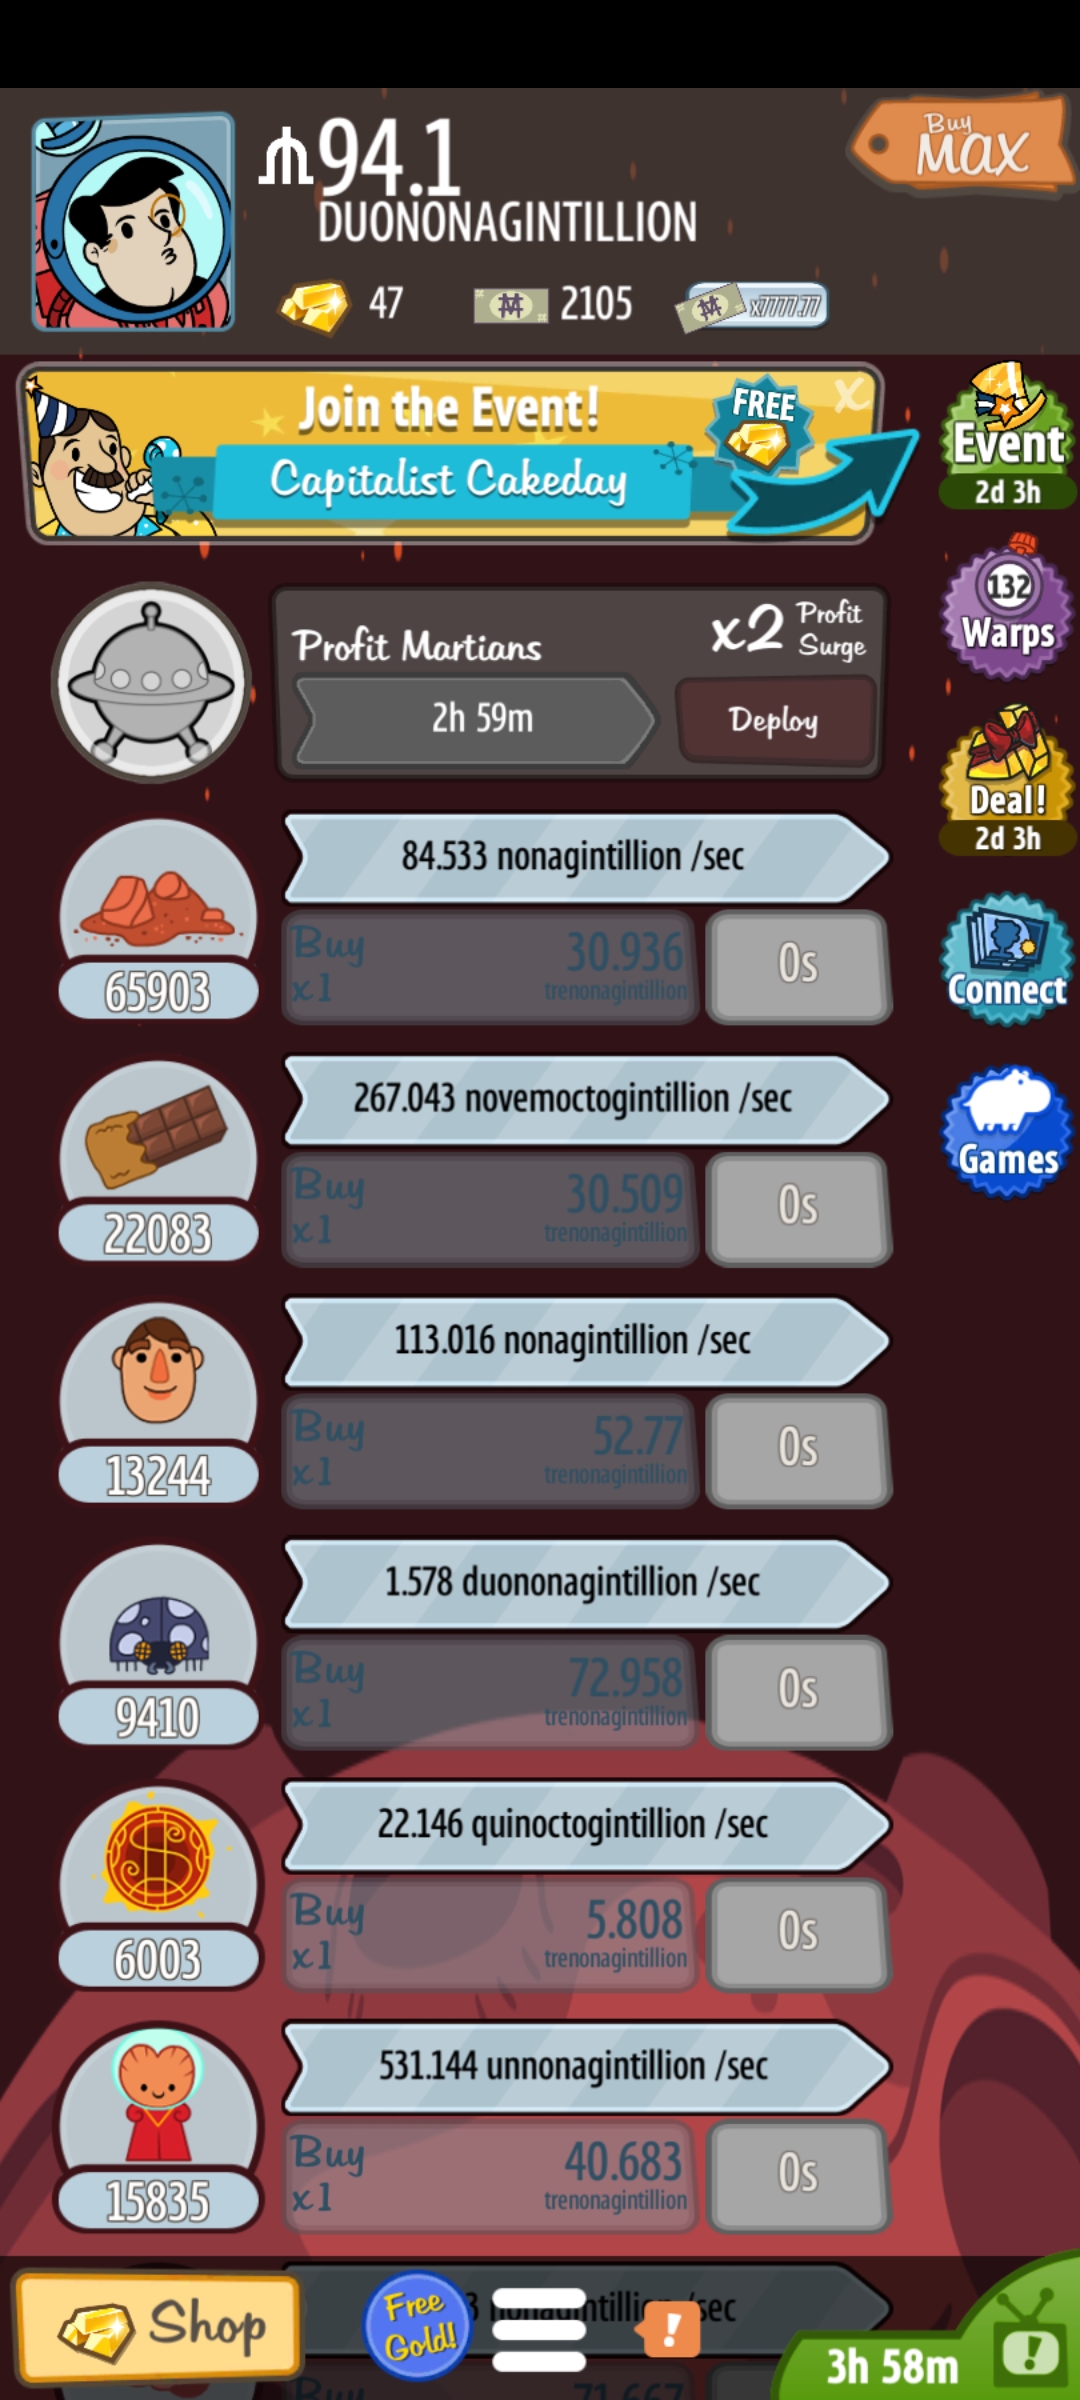 94.1
DUONONAGINTILLION
Buy
MAX
47
2105
x7777.77
Join the Event!
FREE
X
Capitalist Cakeday
Event
2d 3h
132
Warps
Profit Martians
x2 Profit Surge
2h 59m
Deploy
Deal!
2d 3h
84.533 nonagintillion /sec
65903
Buy x1
30.936
trenonagintillion
0s
Connect
267.043 novemoctogintillion /sec
22083
Buy x1
30.509
trenonagintillion
0s
Games
113.016 nonagintillion /sec
13244
Buy x1
52.77
trenonagintillion
0s
1.578 duononagintillion /sec
9410
Buy x1
72.958
trenonagintillion
0s
22.146 quinoctogintillion /sec
6003
Buy x1
5.808
trenonagintillion
0s
531.144 unnonagintillion /sec
15835
Buy x1
40.683
trenonagintillion
0s
Shop
Free Gold!
!
/sec
3h 58m
!
Buy
71.667